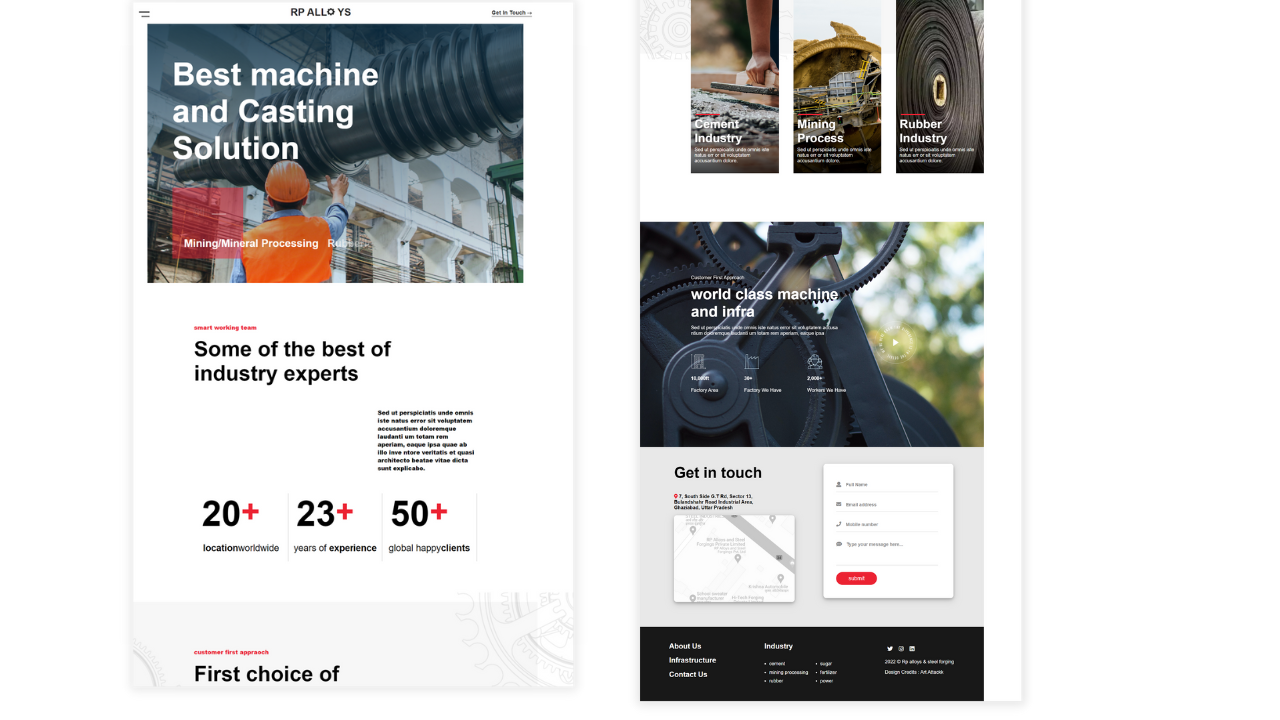 RP ALLOYS
Get In Touch →
Best machine
and Casting
Solution
Mining/Mineral Processing
smart working team
Some of the best of
industry experts
Sed ut perspiciatis unde omnis
iste natus error sit voluptatem
accusantium doloremque
laudanti um totam rem
aperiam, eaque ipsa quae ab
illo inve ntore veritatis et quasi
architecto beatae vitae dicta
sunt explicabo.
20+ 23+ 50+
locationworldwide years of experience global happyclients
customer first approach
First choice of
Cement
Industry
Sed ut perspiciatis unde omnis iste
natus err or sit voluptatem
accusantium dolore.
Mining
Process
Sed ut perspiciatis unde omnis iste
natus err or sit voluptatem
accusantium dolore.
Rubber
Industry
Sed ut perspiciatis unde omnis iste
natus err or sit voluptatem
accusantium dolore.
Customer First Approach
world class machine
and infra
Sed ut perspiciatis unde omnis iste natus error sit voluptatem accusa
ntium doloremque laudanti um totam rem aperiam, eaque ipsa
30+ 2,000+
Factory Area Factory We Have Workers We Have
Get in touch
7, South Side G.T Rd, Sector 13,
Bulandshahr Road Industrial Area,
Ghaziabad, Uttar Pradesh
RP Alloys and Steel
Forgings Private Limited
Full Name
Email address
Mobile number
Type your message here...
submit
About Us
Infrastructure
Contact Us
Industry
• cement
• mining processing
• rubber
• sugar
• fertilizer
• power
2022 © Rp alloys & steel forging
Design Credits : Art Attackk